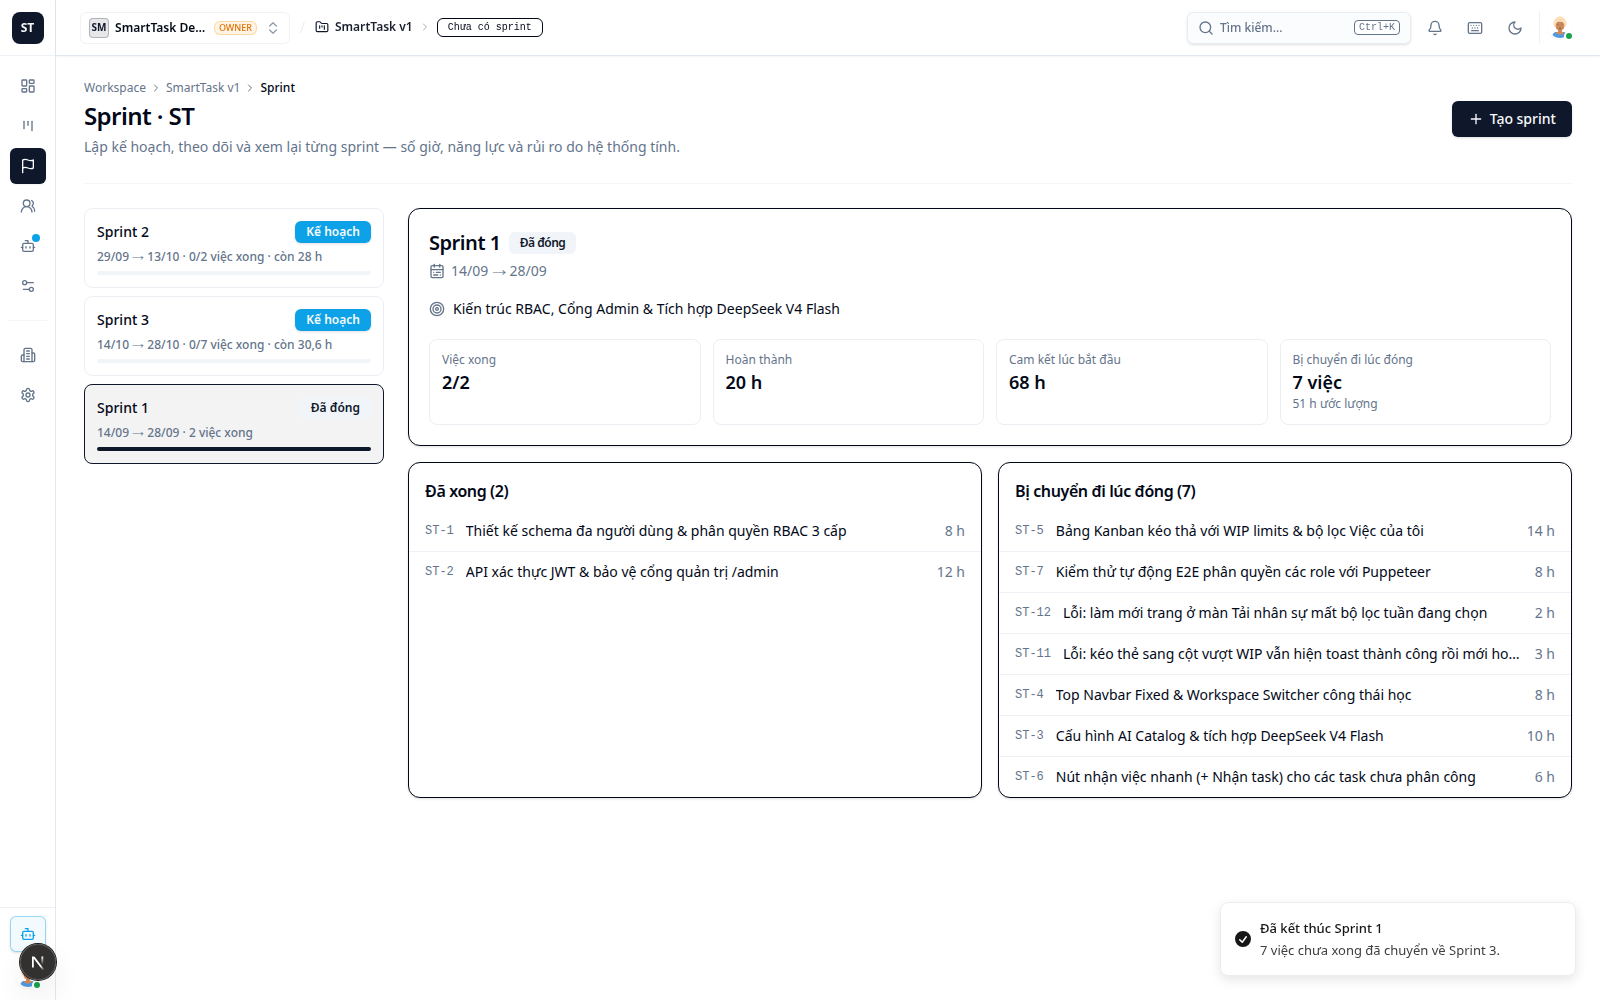 ST
SM SmartTask De... OWNER
/
SmartTask v1
Chưa có sprint
Tìm kiếm...
Ctrl+K
Workspace > SmartTask v1 > Sprint
Sprint · ST
Lập kế hoạch, theo dõi và xem lại từng sprint — số giờ, năng lực và rủi ro do hệ thống tính.
+ Tạo sprint
Sprint 2
Kế hoạch
29/09 → 13/10 · 0/2 việc xong · còn 28 h
Sprint 3
Kế hoạch
14/10 → 28/10 · 0/7 việc xong · còn 30,6 h
Sprint 1
Đã đóng
14/09 → 28/09 · 2 việc xong
Sprint 1
Đã đóng
14/09 → 28/09
Kiến trúc RBAC, Cổng Admin & Tích hợp DeepSeek V4 Flash
Việc xong
2/2
Hoàn thành
20 h
Cam kết lúc bắt đầu
68 h
Bị chuyển đi lúc đóng
7 việc
51 h ước lượng
Đã xong (2)
ST-1 Thiết kế schema đa người dùng & phân quyền RBAC 3 cấp 8 h
ST-2 API xác thực JWT & bảo vệ cổng quản trị /admin 12 h
Bị chuyển đi lúc đóng (7)
ST-5 Bảng Kanban kéo thả với WIP limits & bộ lọc Việc của tôi 14 h
ST-7 Kiểm thử tự động E2E phân quyền các role với Puppeteer 8 h
ST-12 Lỗi: làm mới trang ở màn Tải nhân sự mất bộ lọc tuần đang chọn 2 h
ST-11 Lỗi: kéo thẻ sang cột vượt WIP vẫn hiện toast thành công rồi mới ho... 3 h
ST-4 Top Navbar Fixed & Workspace Switcher công thái học 8 h
ST-3 Cấu hình AI Catalog & tích hợp DeepSeek V4 Flash 10 h
ST-6 Nút nhận việc nhanh (+ Nhận task) cho các task chưa phân công 6 h
N
Đã kết thúc Sprint 1
7 việc chưa xong đã chuyển về Sprint 3.